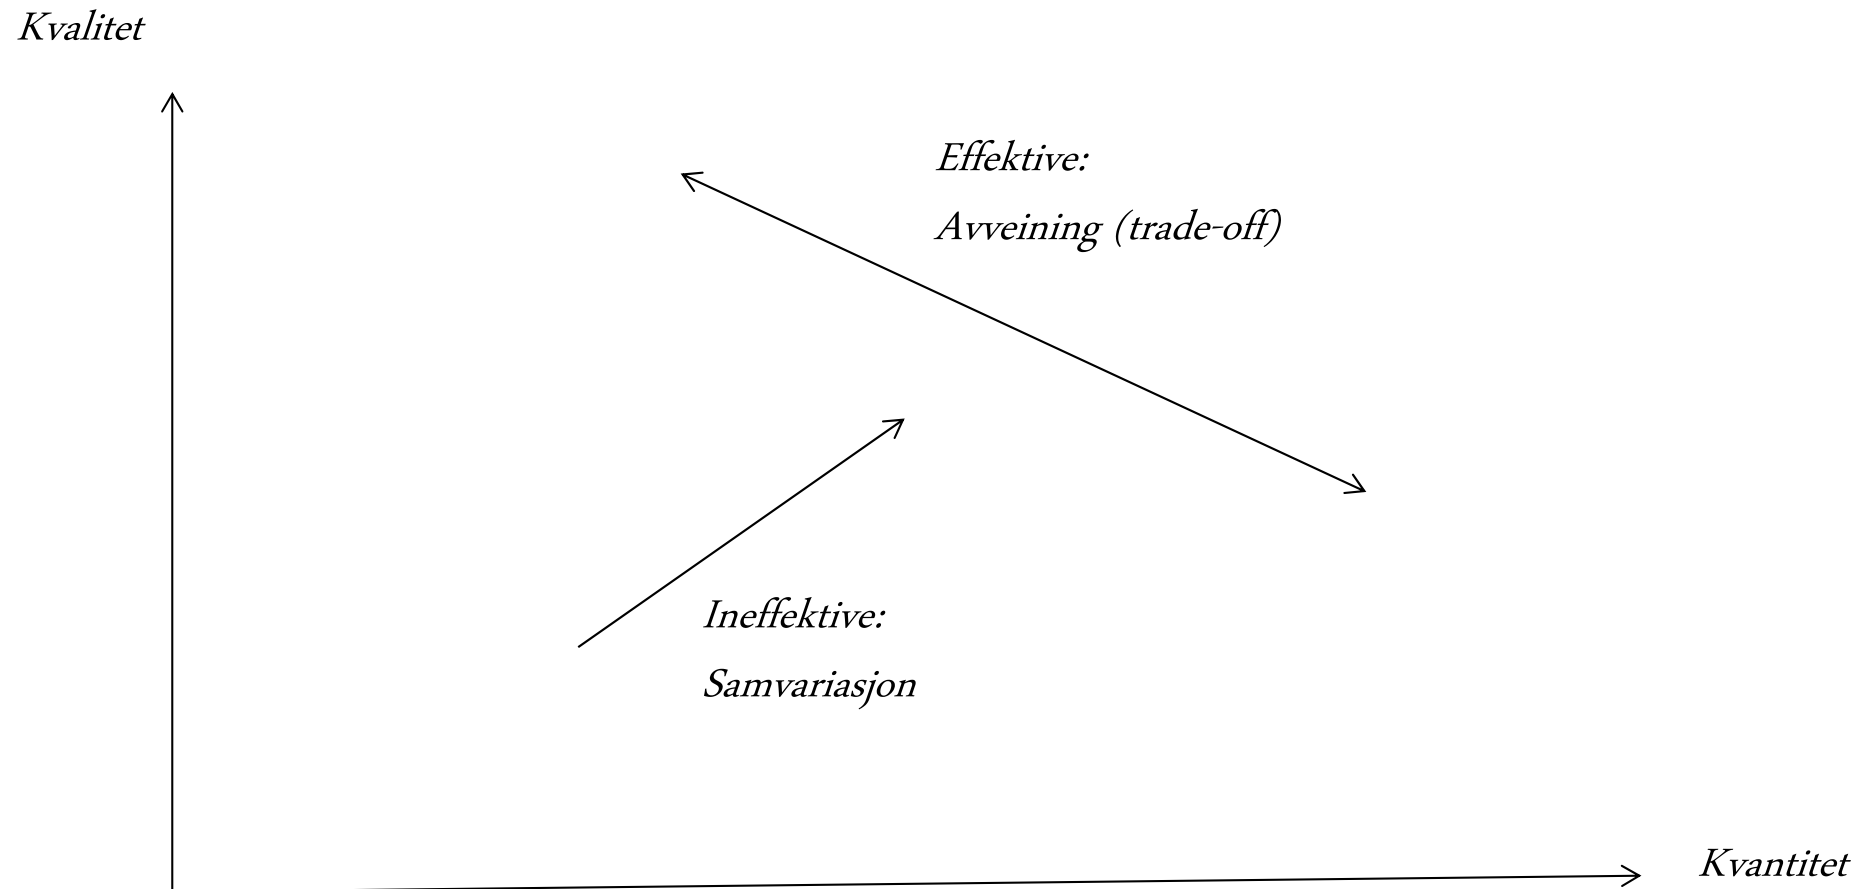 Kvalitet
Effektive:
Avveining (trade-off)
Ineffektive:
Samvariasjon
Kvantitet